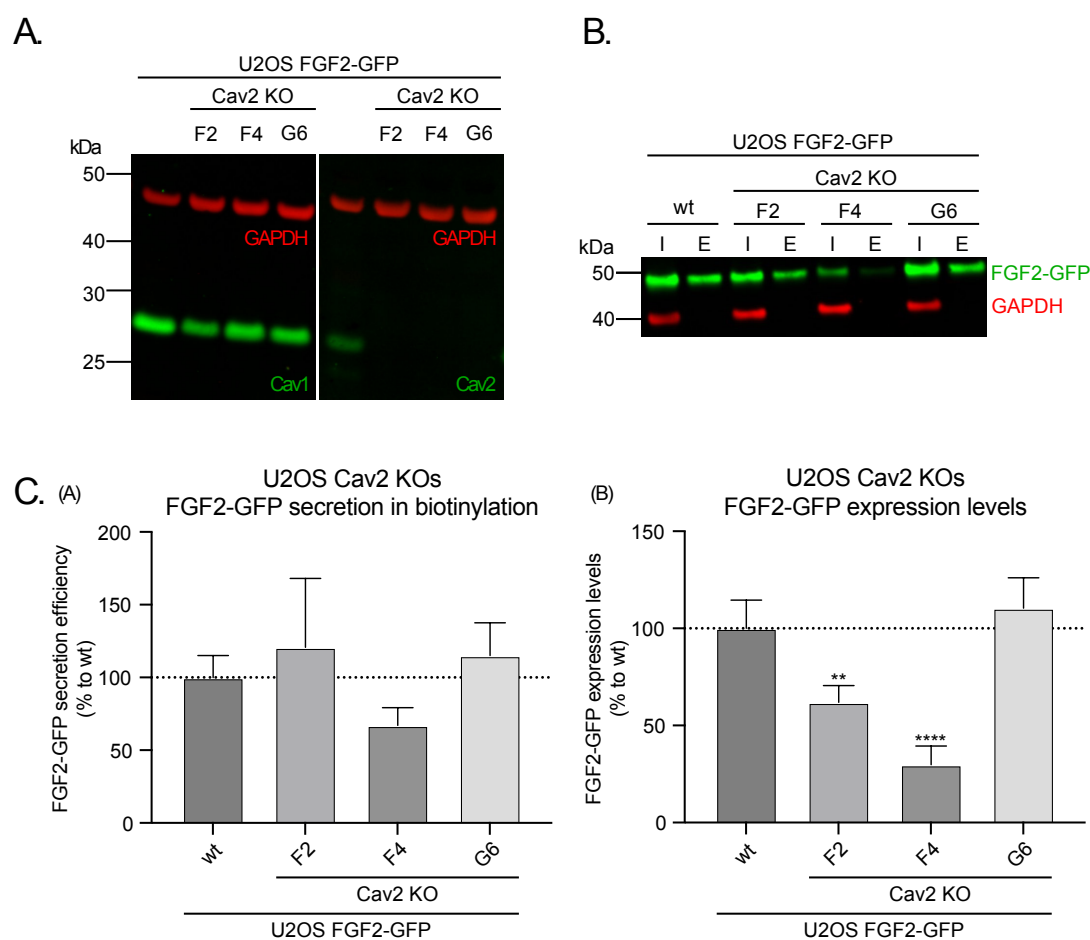 A.
U2OS FGF2-GFP
Cav2 KO Cav2 KO
kDa F2 F4 G6 F2 F4 G6
50
40
30
25
GAPDH GAPDH
Cav1 Cav2
B.
U2OS FGF2-GFP
Cav2 KO
wt F2 F4 G6
kDa I E I E I E I E
50 FGF2-GFP
40 GAPDH
C. (A)
U2OS Cav2 KOs
FGF2-GFP secretion in biotinylation
FGF2-GFP secretion efficiency
(% to wt)
200
150
100
50
0
wt F2 F4 G6
Cav2 KO
U2OS FGF2-GFP
(B)
U2OS Cav2 KOs
FGF2-GFP expression levels
FGF2-GFP expression levels
(% to wt)
150
100
50
0
** ****
wt F2 F4 G6
Cav2 KO
U2OS FGF2-GFP